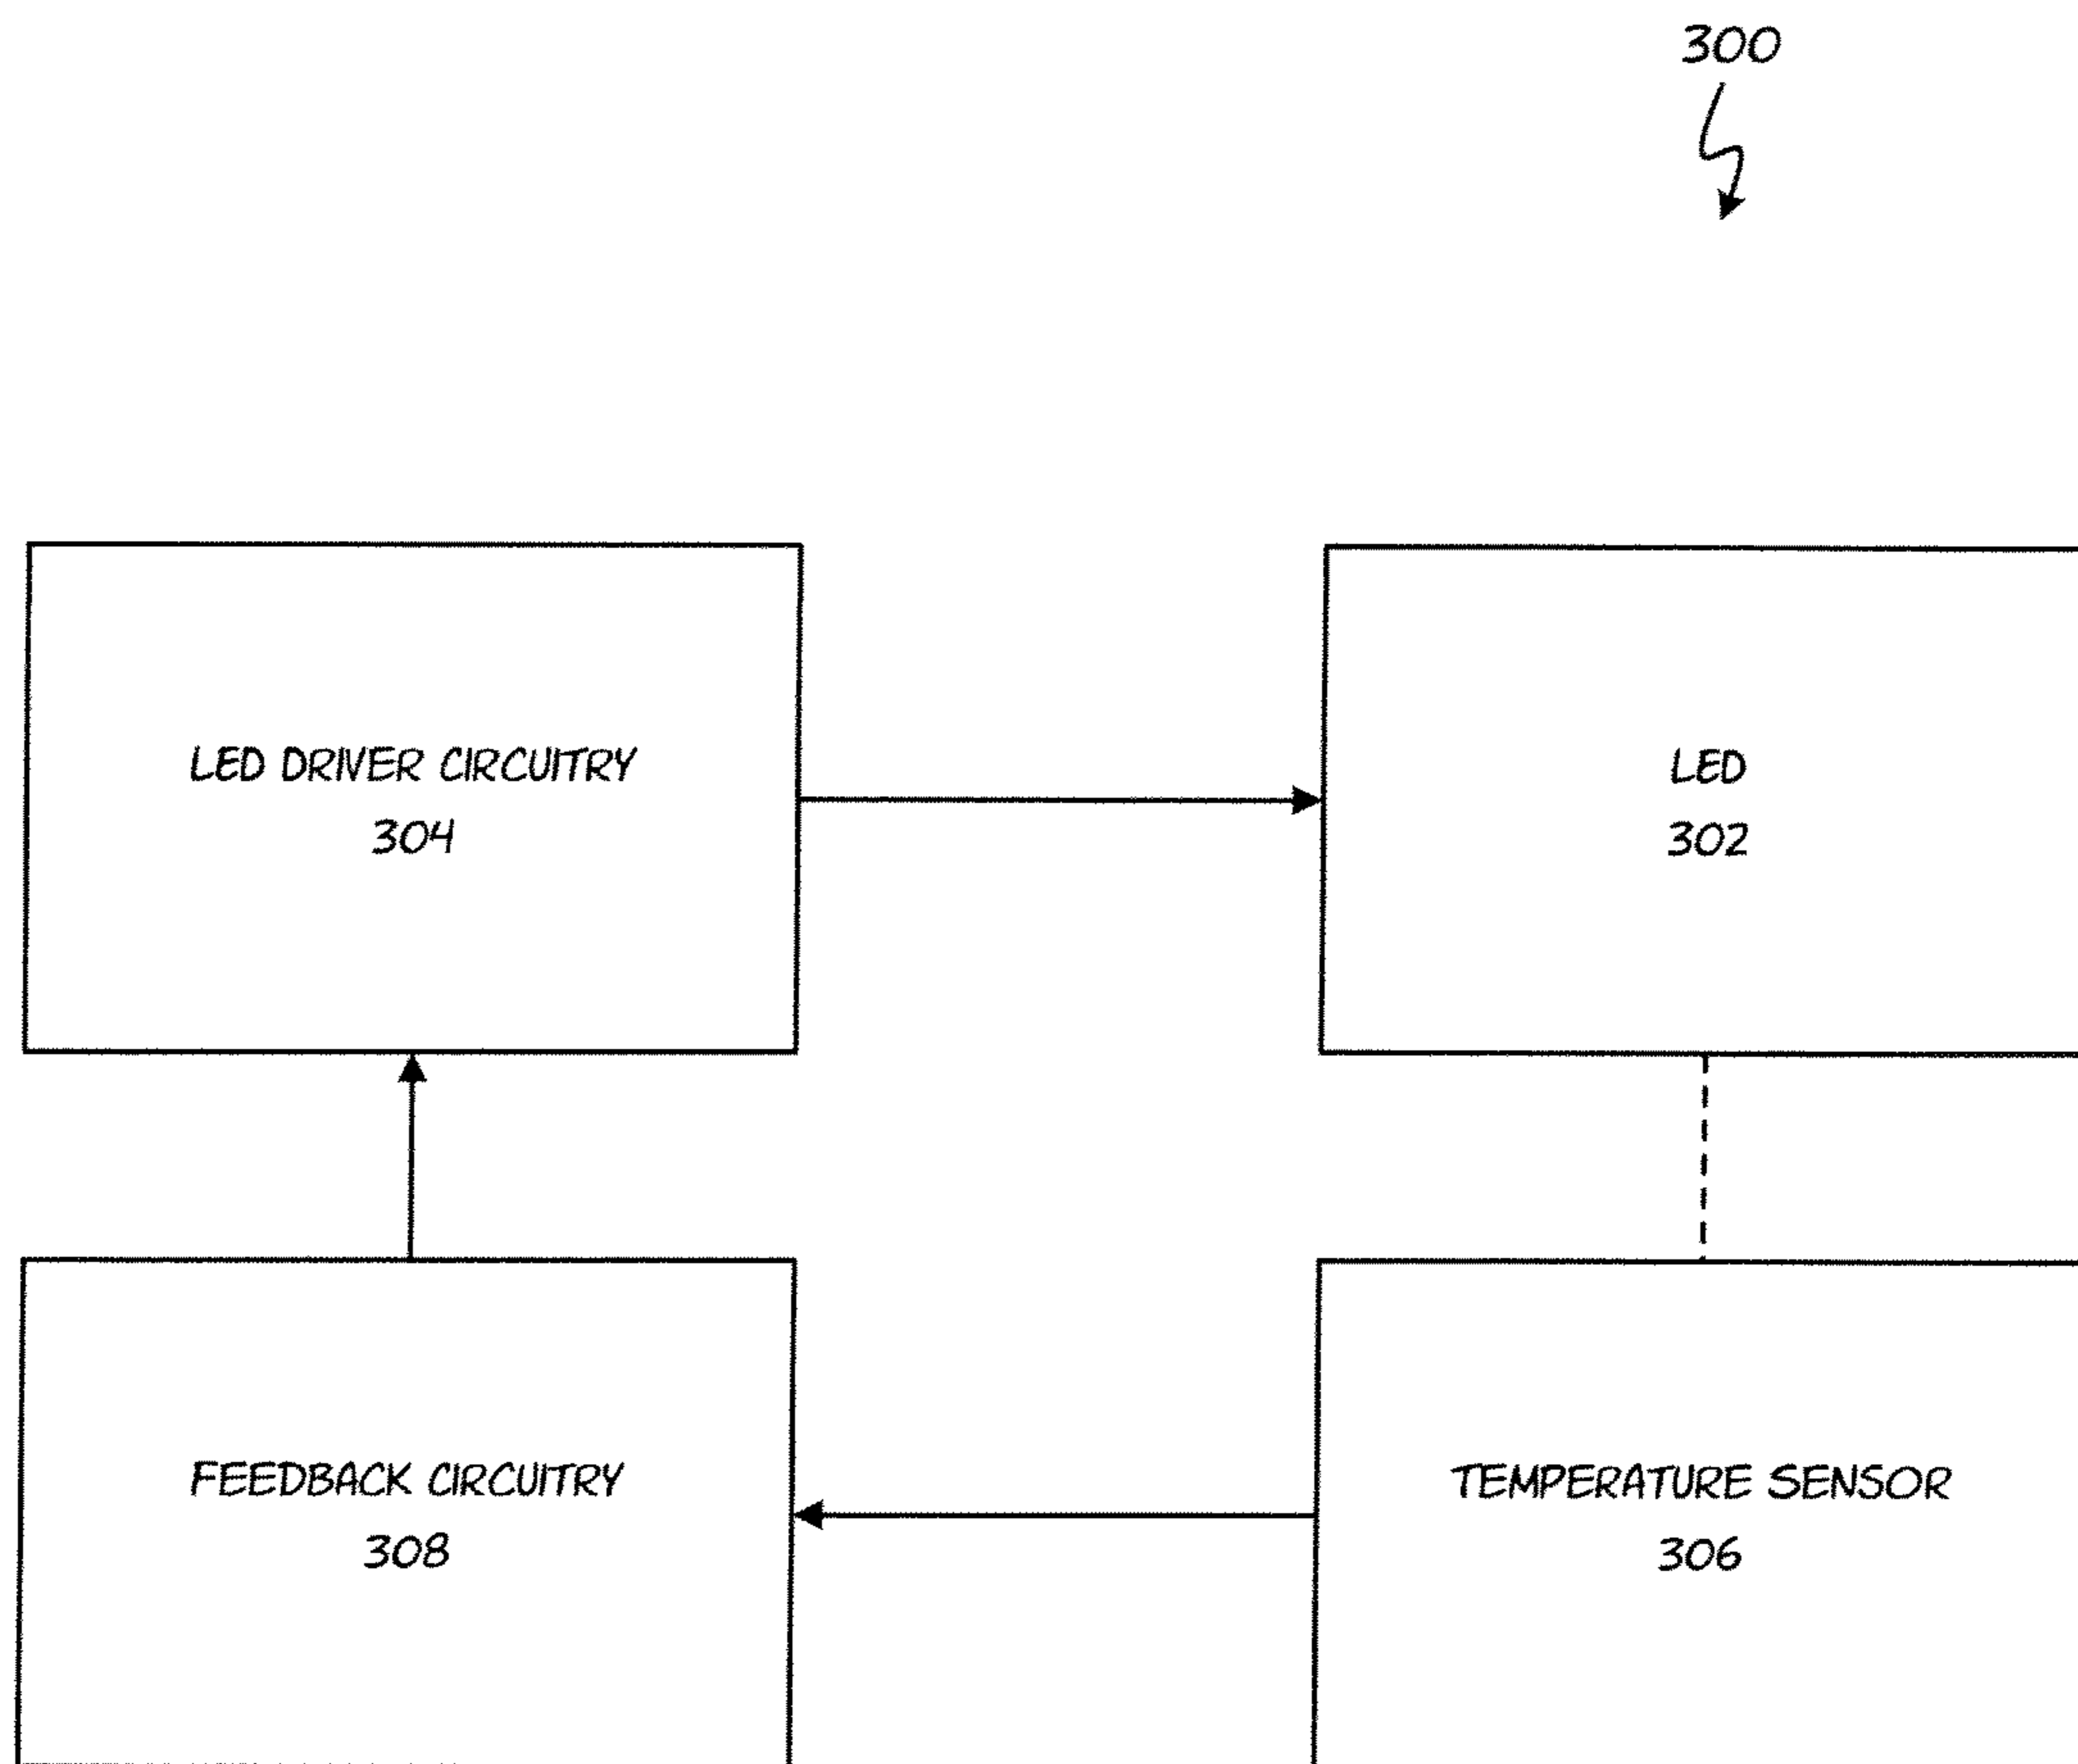 300
LED DRIVER CIRCUITRY
304
LED
302
FEEDBACK CIRCUITRY
308
TEMPERATURE SENSOR
306